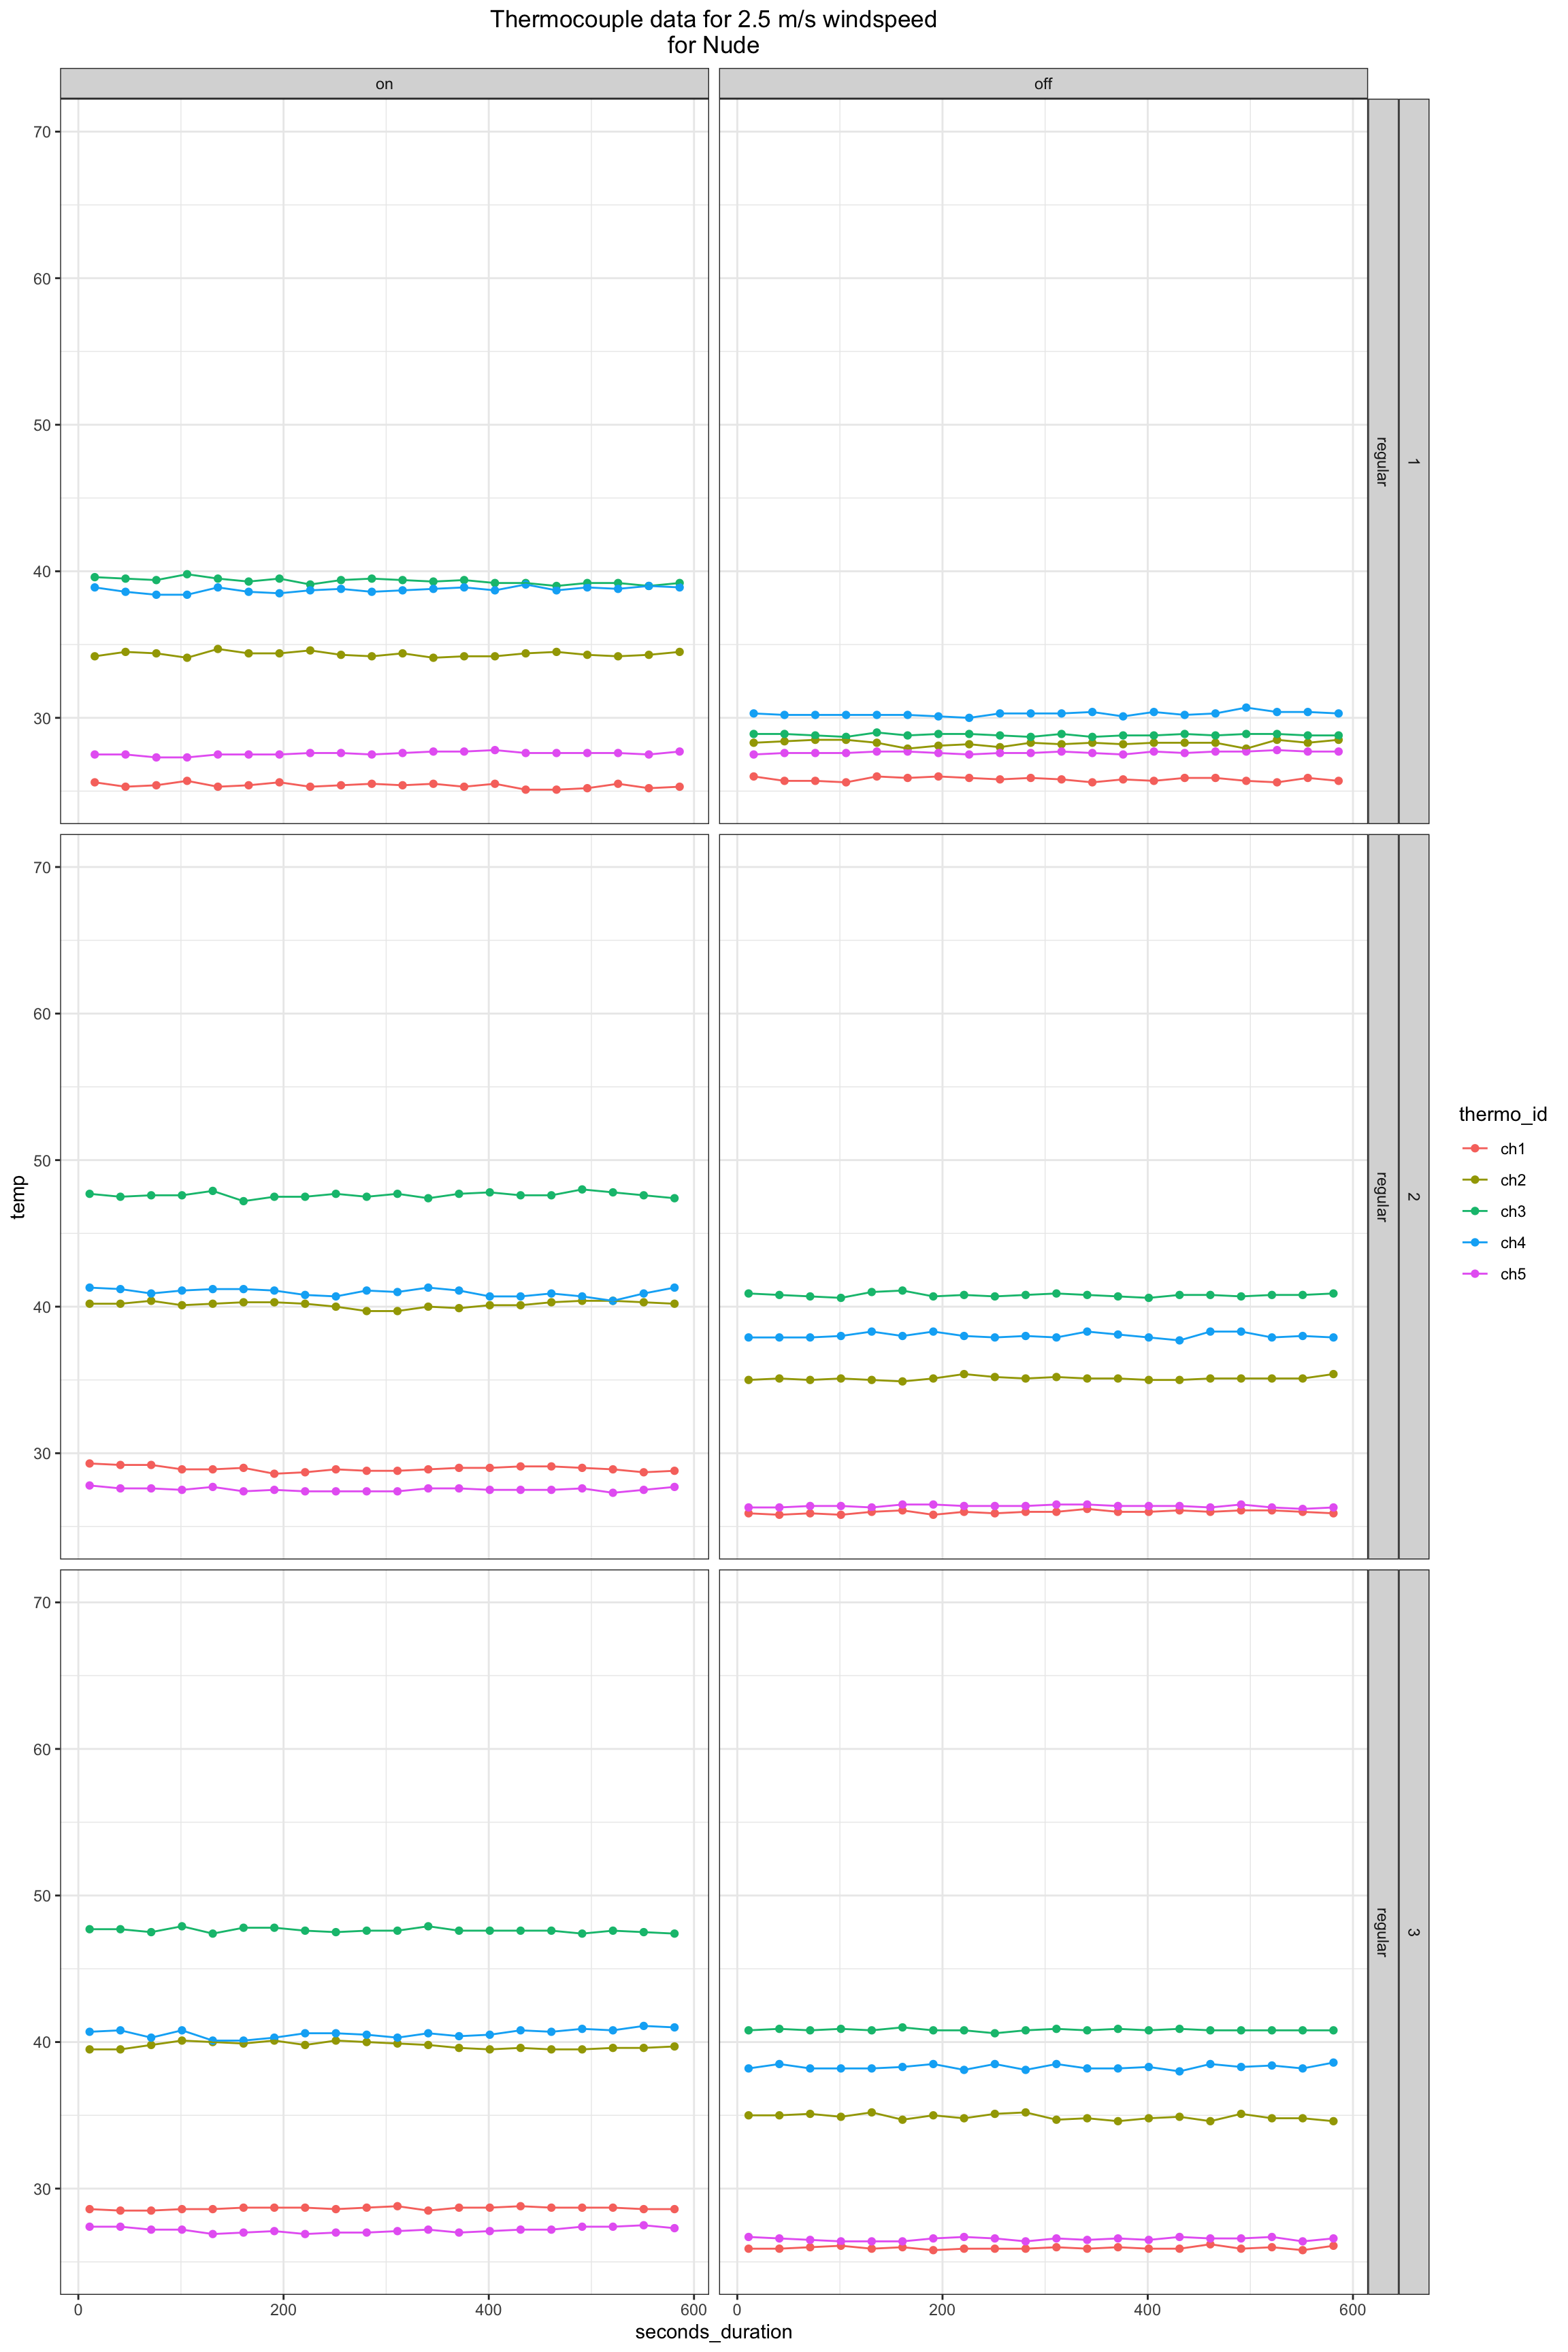 Thermocouple data for 2.5 m/s windspeed
for Nude
on
off
70
60
50
40
30
regular
1
70
60
50
40
30
regular
2
temp
70
60
50
40
30
regular
3
0
200
400
600
0
200
400
600
seconds_duration
thermo_id
ch1
ch2
ch3
ch4
ch5